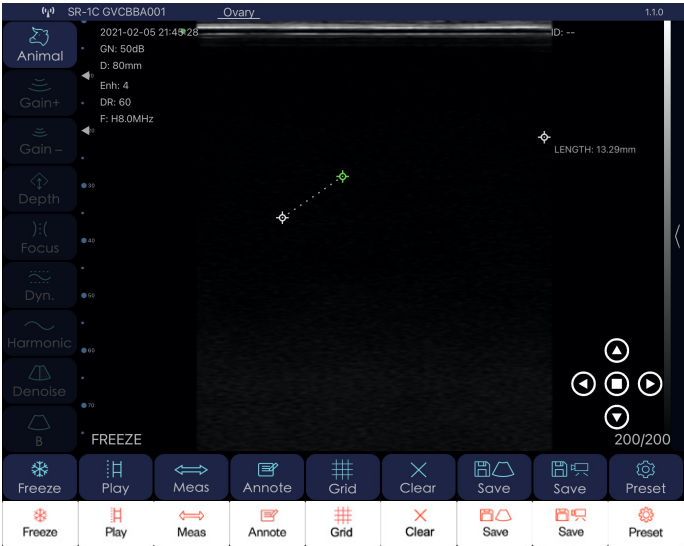 SR-1C GVCBBA001 Ovary 1.1.0
2021-02-05 21:45:28 ID: --
GN: 50dB
D: 80mm
Enh: 4
DR: 60
F: H8.0MHz
LENGTH: 13.29mm
Animal
Gain+
Gain –
Depth
Focus
Dyn.
Harmonic
Denoise
B
30
40
50
60
70
FREEZE 200/200
Freeze Play Meas Annote Grid Clear Save Save Preset
Freeze Play Meas Annote Grid Clear Save Save Preset